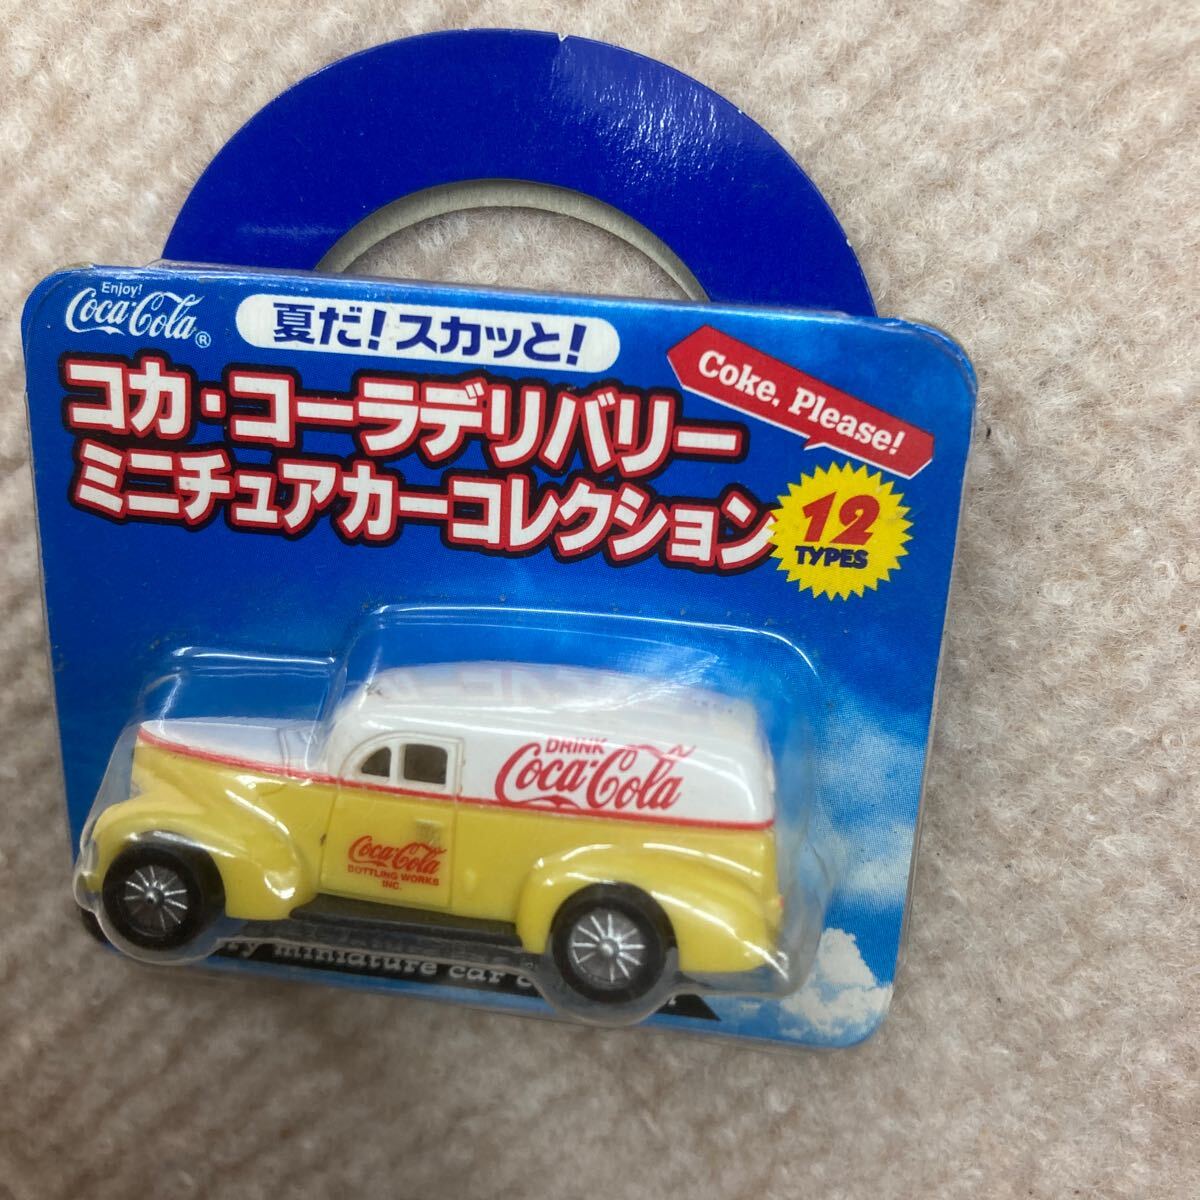 Enjoy!
Coca-Cola®
夏だ!スカッと!
Coke, Please!
コカ・コーラデリバリー
ミニチュアカーコレクション
12
TYPES
DRINK
Coca-Cola
Coca-Cola
BOTTLING WORKS
INC.
miniature car